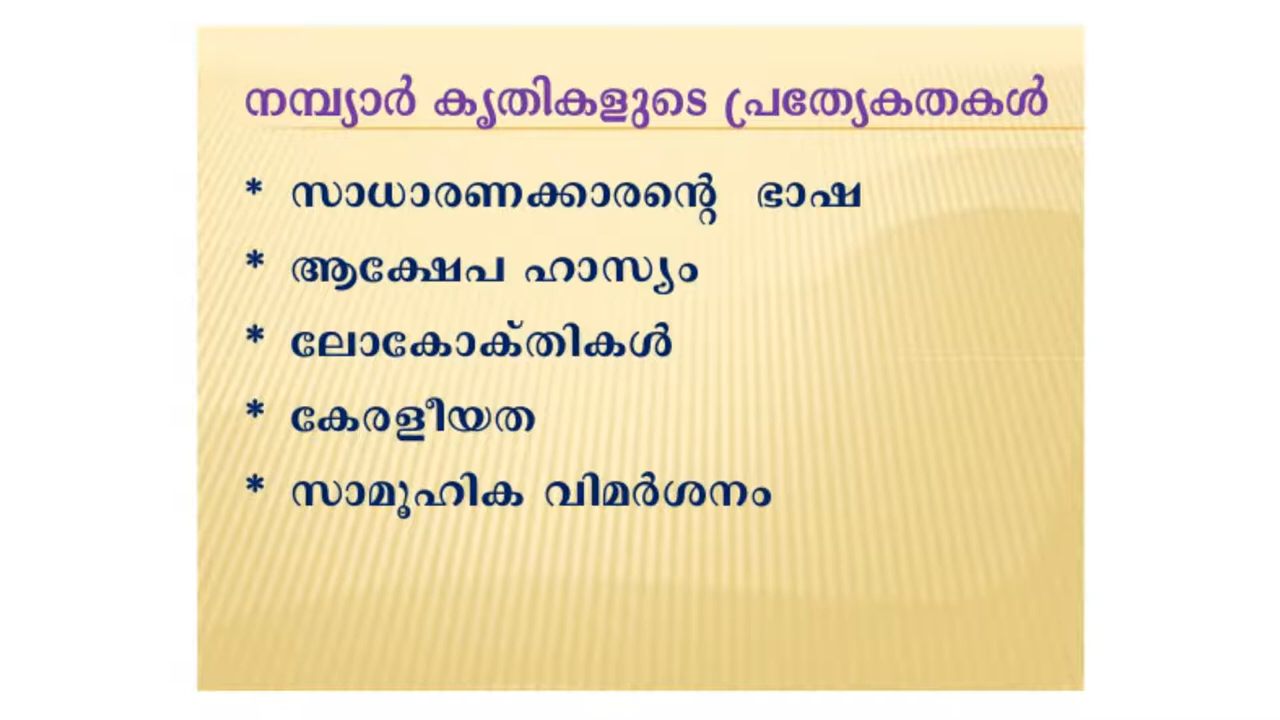 നമ്പ്യാർ കൃതികളുടെ പ്രത്യേകതകൾ
* സാധാരണക്കാരന്റെ ഭാഷ
* ആക്ഷേപ ഹാസ്യം
* ലോകോക്തികൾ
* കേരളീയത
* സാമൂഹിക വിമർശനം